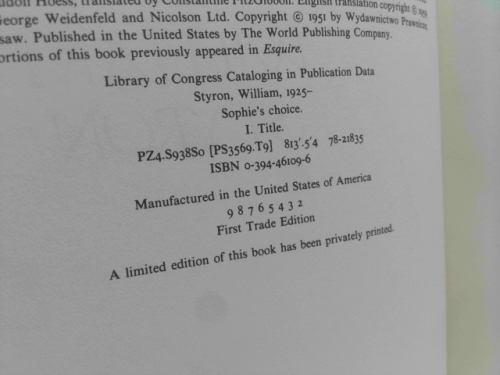 Hoess, translated by Constantine FitzGibbon. English translation copyright ©
George Weidenfeld and Nicolson Ltd. Copyright © 1951 by Wydawnictwo Prawnicze,
saw. Published in the United States by The World Publishing Company.
ortions of this book previously appeared in Esquire.
Library of Congress Cataloging in Publication Data
Styron, William, 1925–
Sophie's choice.
I. Title.
PZ4.S938So [PS3569.T9] 813'.5'4 78-21835
ISBN 0-394-46109-6
Manufactured in the United States of America
9 8 7 6 5 4 3 2
First Trade Edition
A limited edition of this book has been privately printed.